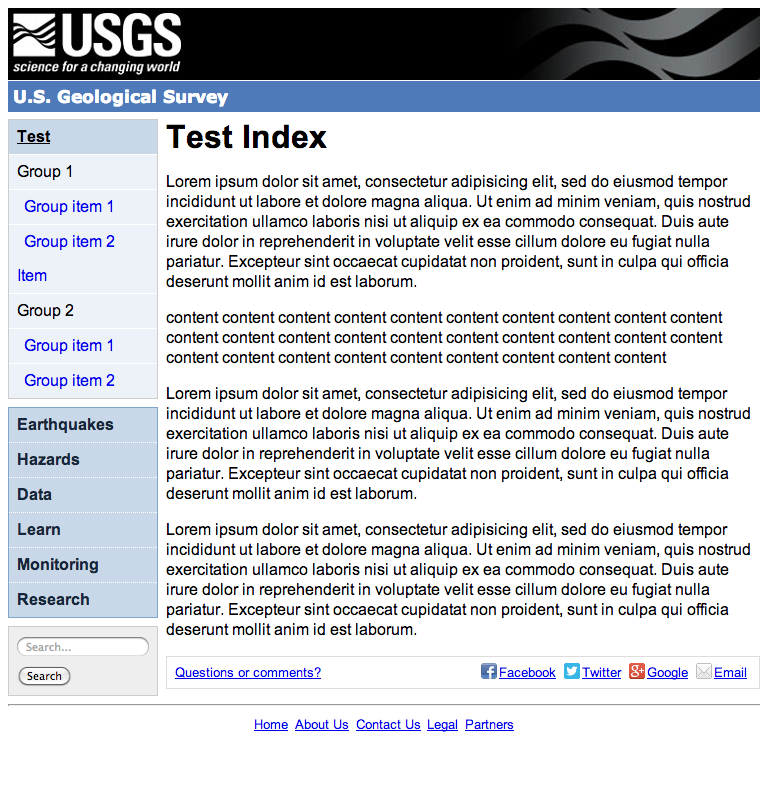 USGS
science for a changing world
U.S. Geological Survey
Test
Group 1
Group item 1
Group item 2
Item
Group 2
Group item 1
Group item 2
Earthquakes
Hazards
Data
Learn
Monitoring
Research
Search...
Search
Test Index
Lorem ipsum dolor sit amet, consectetur adipisicing elit, sed do eiusmod tempor
incididunt ut labore et dolore magna aliqua. Ut enim ad minim veniam, quis nostrud
exercitation ullamco laboris nisi ut aliquip ex ea commodo consequat. Duis aute
irure dolor in reprehenderit in voluptate velit esse cillum dolore eu fugiat nulla
pariatur. Excepteur sint occaecat cupidatat non proident, sunt in culpa qui officia
deserunt mollit anim id est laborum.
content content content content content content content content content content
content content content content content content content content content content
content content content content content content content content content
Lorem ipsum dolor sit amet, consectetur adipisicing elit, sed do eiusmod tempor
incididunt ut labore et dolore magna aliqua. Ut enim ad minim veniam, quis nostrud
exercitation ullamco laboris nisi ut aliquip ex ea commodo consequat. Duis aute
irure dolor in reprehenderit in voluptate velit esse cillum dolore eu fugiat nulla
pariatur. Excepteur sint occaecat cupidatat non proident, sunt in culpa qui officia
deserunt mollit anim id est laborum.
Lorem ipsum dolor sit amet, consectetur adipisicing elit, sed do eiusmod tempor
incididunt ut labore et dolore magna aliqua. Ut enim ad minim veniam, quis nostrud
exercitation ullamco laboris nisi ut aliquip ex ea commodo consequat. Duis aute
irure dolor in reprehenderit in voluptate velit esse cillum dolore eu fugiat nulla
pariatur. Excepteur sint occaecat cupidatat non proident, sunt in culpa qui officia
deserunt mollit anim id est laborum.
Questions or comments? Facebook Twitter Google Email
Home About Us Contact Us Legal Partners